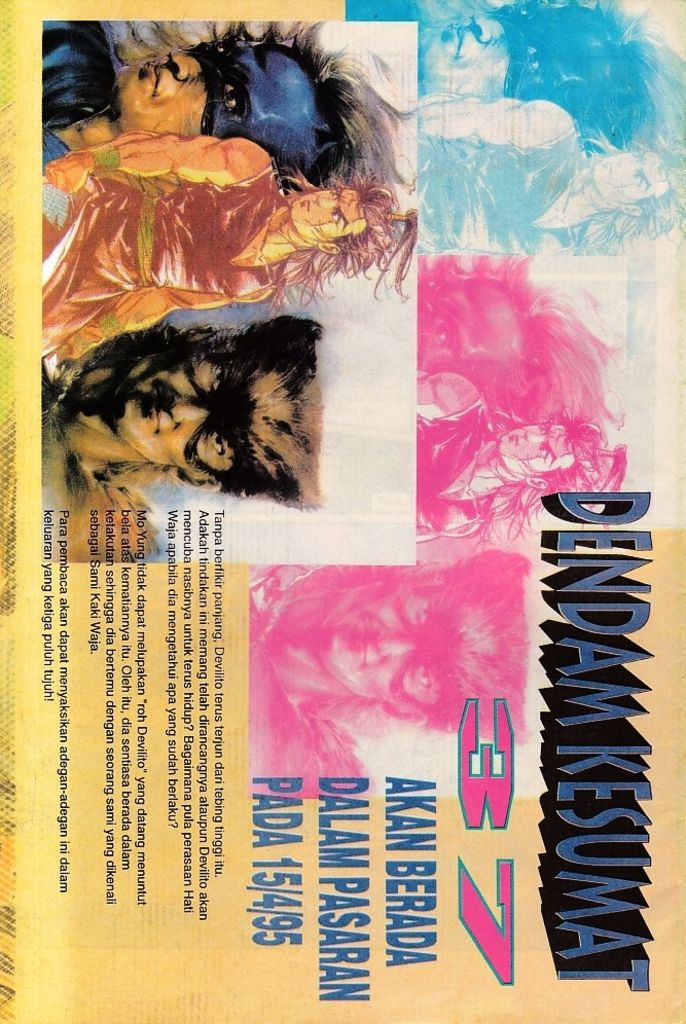 DENDAM KESUMAT
37
AKAN BERADA
DALAM PASARAN
PADA 15/4/95
Tanpa berfikir panjang, Devilito terus terjun dari tebing tinggi itu.
Adakah tindakan ini memang telah dirancangnya ataupun Devilito akan
mencuba nasibnya untuk terus hidup? Bagaimana pula perasaan Hati
Waja apabila dia mengetahui apa yang sudah berlaku?
Mo Yung tidak dapat melupakan "roh Devilito" yang datang menuntut
bela atas kematiannya itu. Oleh itu, dia sentiasa berada dalam
ketakutan sehingga dia bertemu dengan seorang sami yang dikenali
sebagai Sami Kaki Waja.
Para pembaca akan dapat menyaksikan adegan-adegan ini dalam
keluaran yang ketiga puluh tujuh!